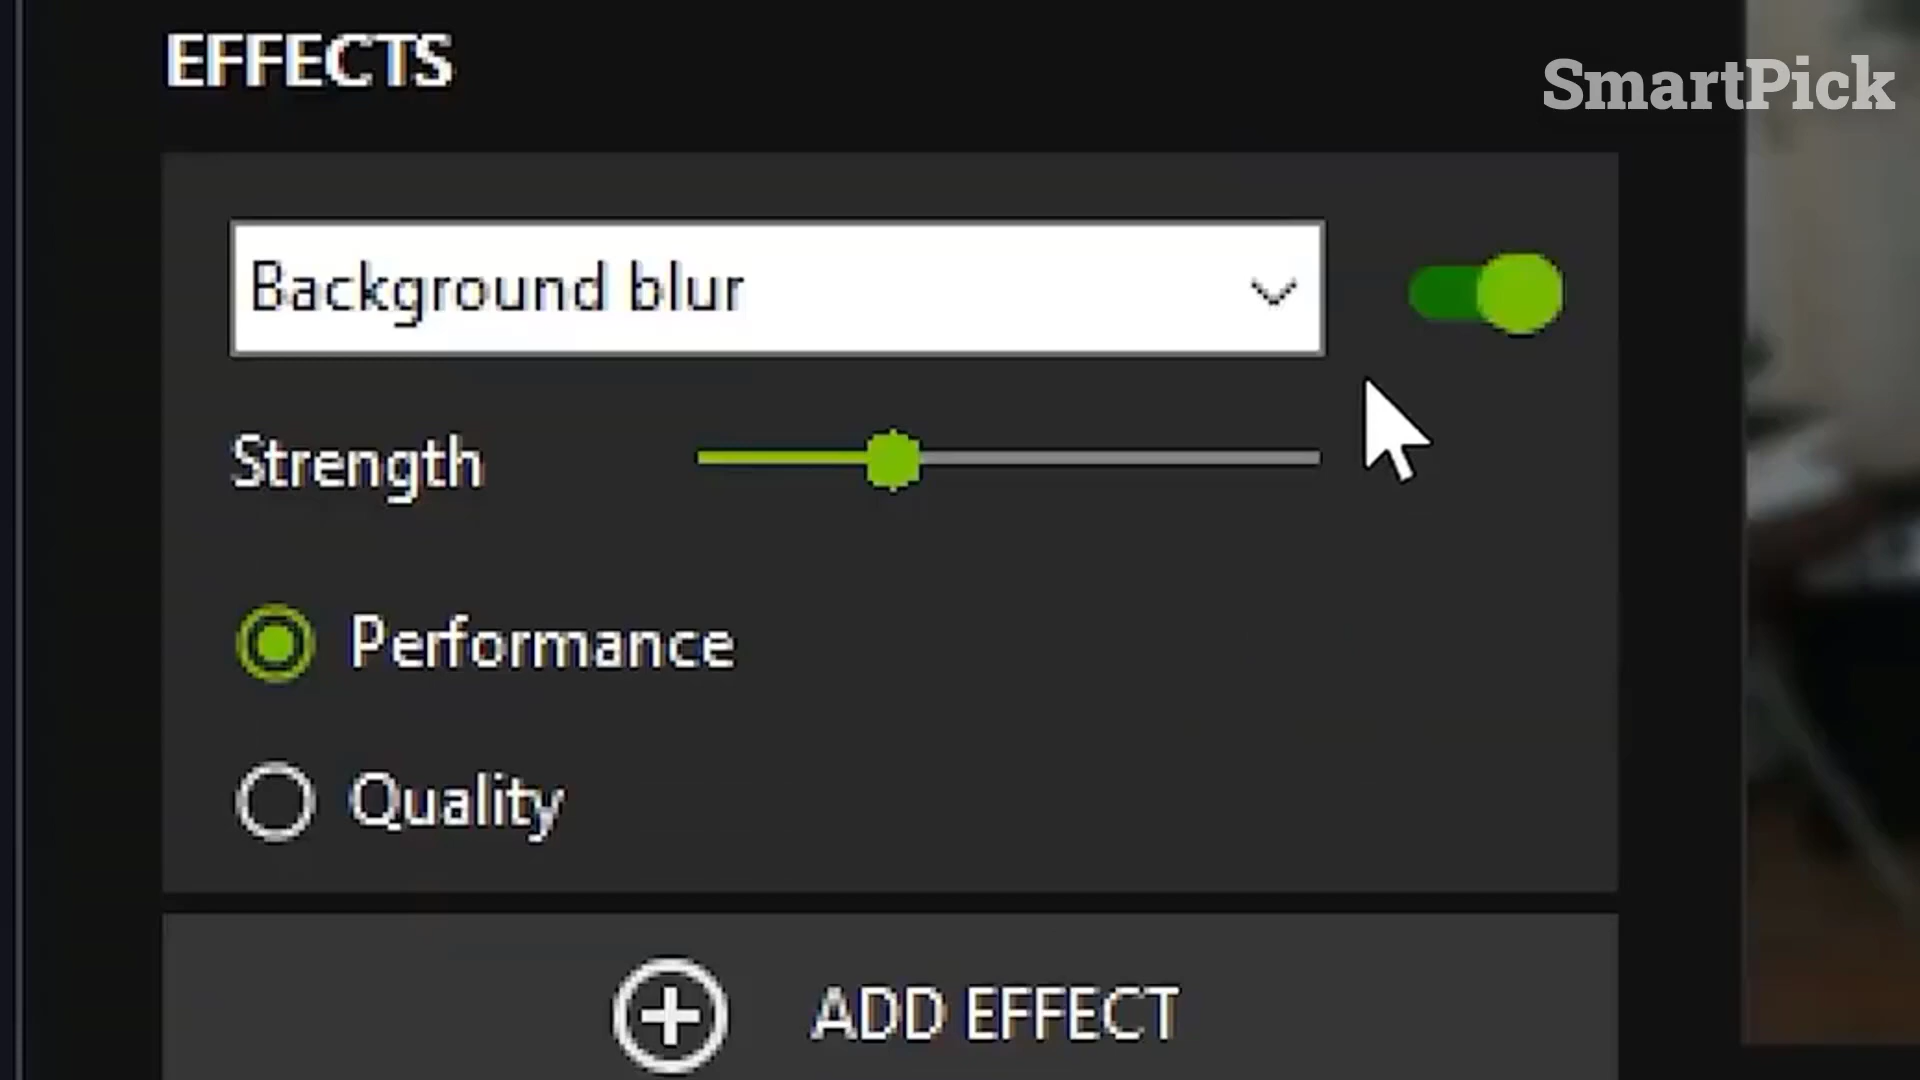 EFFECTS
SmartPick
Background blur
Strength
Performance
Quality
ADD EFFECT